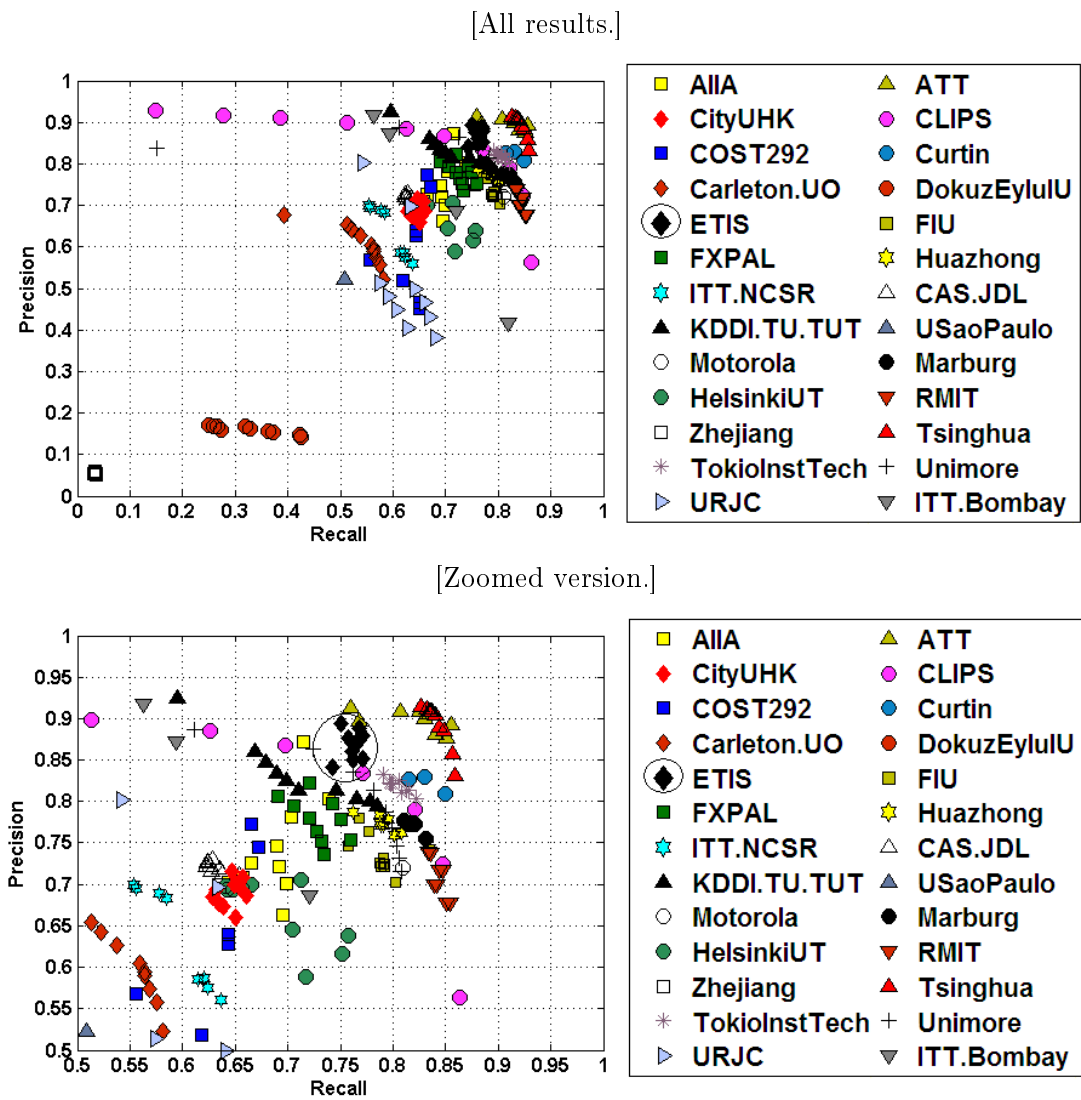 [All results.]
1
0.9
0.8
0.7
0.6
0.5
0.4
0.3
0.2
0.1
0
Precision
0 0.1 0.2 0.3 0.4 0.5 0.6 0.7 0.8 0.9 1
Recall
AIIA ATT
CityUHK CLIPS
COST292 Curtin
Carleton.UO DokuzEylulU
ETIS FIU
FXPAL Huazhong
ITT.NCSR CAS.JDL
KDDI.TU.TUT USaoPaulo
Motorola Marburg
HelsinkiUT RMIT
Zhejiang Tsinghua
TokioInstTech Unimore
URJC ITT.Bombay
[Zoomed version.]
1
0.95
0.9
0.85
0.8
0.75
0.7
0.65
0.6
0.55
0.5
Precision
0.5 0.55 0.6 0.65 0.7 0.75 0.8 0.85 0.9 0.95 1
Recall
AIIA ATT
CityUHK CLIPS
COST292 Curtin
Carleton.UO DokuzEylulU
ETIS FIU
FXPAL Huazhong
ITT.NCSR CAS.JDL
KDDI.TU.TUT USaoPaulo
Motorola Marburg
HelsinkiUT RMIT
Zhejiang Tsinghua
TokioInstTech Unimore
URJC ITT.Bombay